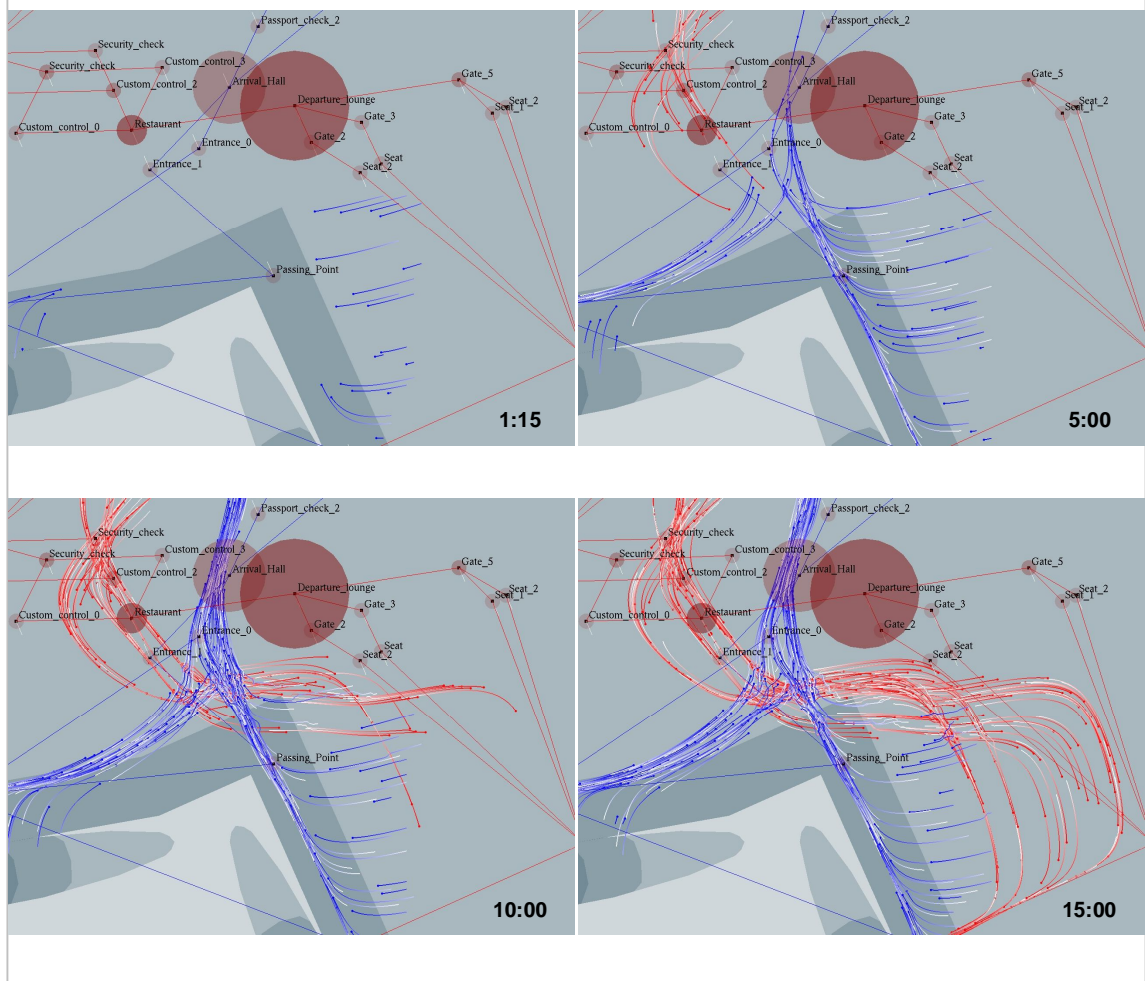 Passport_check_2
Security_check
Custom_control_3
Security_check
Arrival_Hall
Gate_5
Custom_control_2
Departure_lounge
Seat_2
Seat_1
Restaurant
Gate_3
Custom_control_0
Gate_2
Entrance_0
Entrance_1
Seat
Seat_2
Passing_Point
1:15
Passport_check_2
Security_check
Custom_control_3
Security_check
Arrival_Hall
Gate_5
Custom_control_2
Departure_lounge
Seat_2
Seat_1
Restaurant
Gate_3
Custom_control_0
Gate_2
Entrance_0
Entrance_1
Seat
Seat_2
Passing_Point
5:00
Passport_check_2
Security_check
Custom_control_3
Security_check
Arrival_Hall
Gate_5
Custom_control_2
Departure_lounge
Seat_2
Seat_1
Restaurant
Gate_3
Custom_control_0
Gate_2
Entrance_0
Entrance_1
Seat
Seat_2
Passing_Point
10:00
Passport_check_2
Security_check
Custom_control_3
Security_check
Arrival_Hall
Gate_5
Custom_control_2
Departure_lounge
Seat_2
Seat_1
Restaurant
Gate_3
Custom_control_0
Gate_2
Entrance_0
Entrance_1
Seat
Seat_2
Passing_Point
15:00